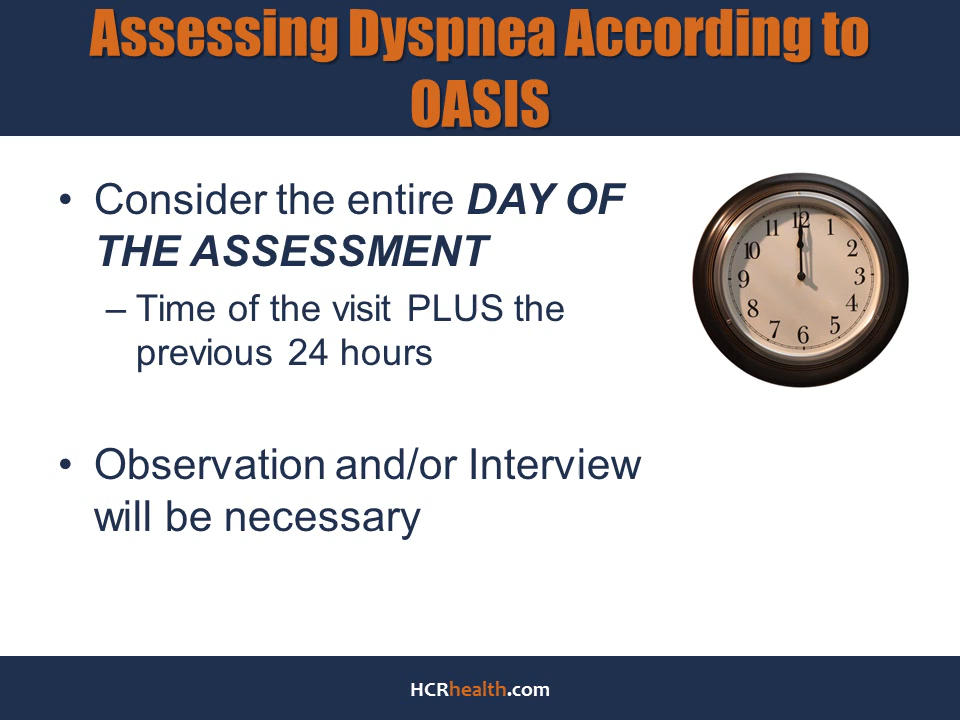 Assessing Dyspnea According to
OASIS
• Consider the entire DAY OF
THE ASSESSMENT
– Time of the visit PLUS the
previous 24 hours
• Observation and/or Interview
will be necessary
12
1
2
3
4
5
6
7
8
9
10
11
HCRhealth.com